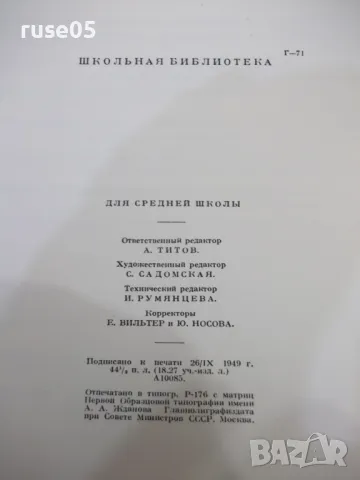 ruse05
Г—71
ШКОЛЬНАЯ БИБЛИОТЕКА
ДЛЯ СРЕДНЕЙ ШКОЛЫ
Ответственный редактор
А. ТИТОВ.
Художественный редактор
С. САДОМСКАЯ.
Технический редактор
И. РУМЯНЦЕВА.
Корректоры
Е. ВИЛЬТЕР и Ю. НОСОВА.
Подписано к печати 26/IX 1949 г.
п. л. (18.27 уч.-изд. л.)
А10085.
Отпечатано в типогр. Р-176 с матриц
Первой Образцовой типографии имени
А. А. Жданова Главполиграфиздата
при Совете Министров СССР. Москва.
bazar